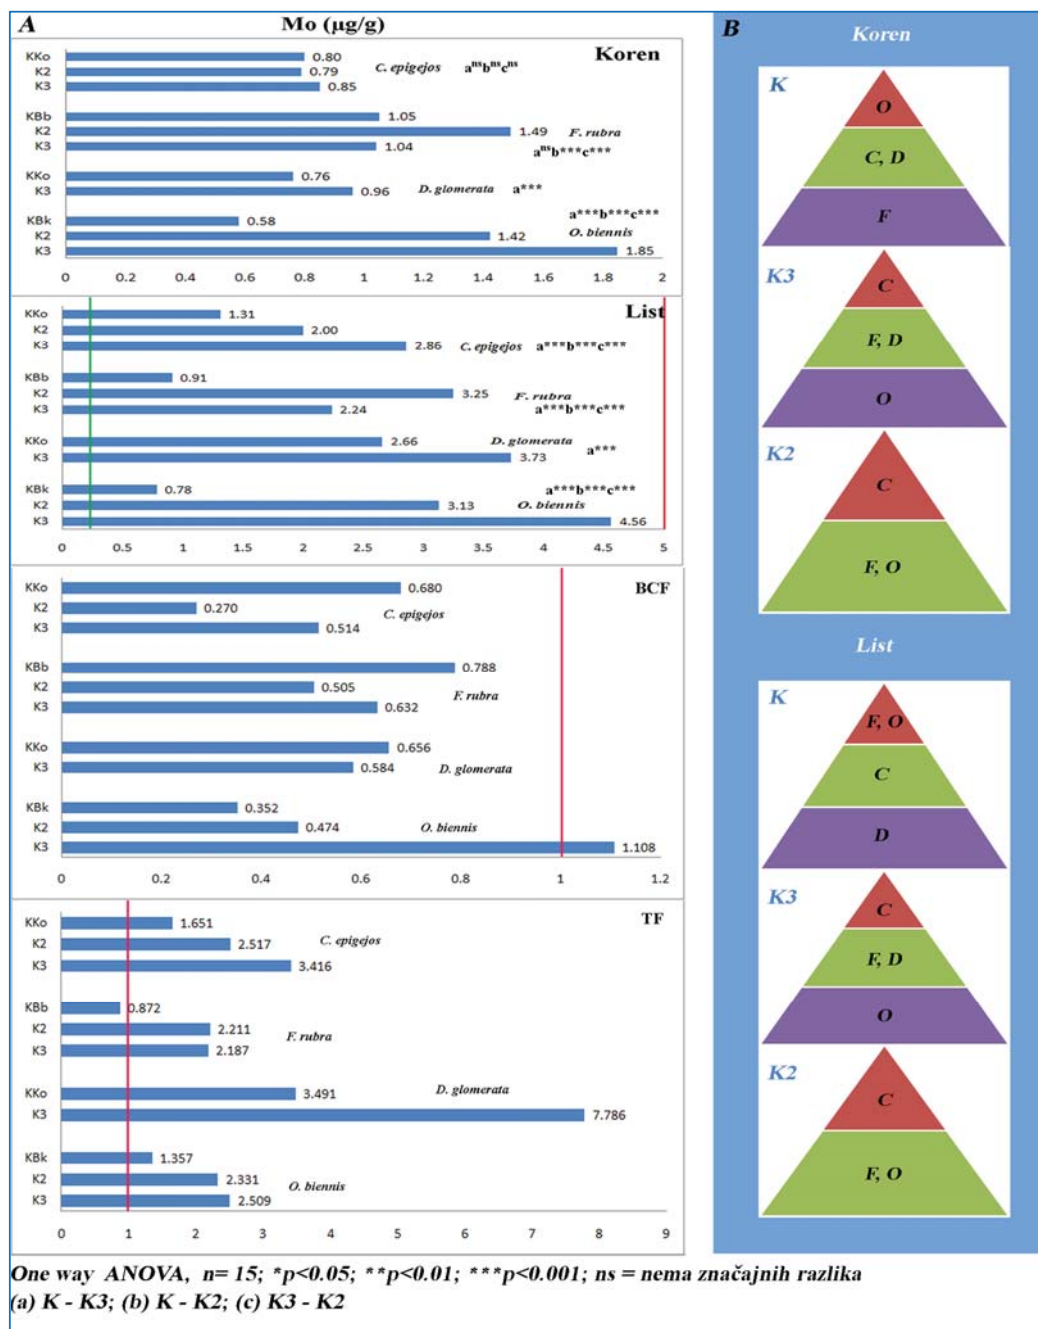 A
Mo (µg/g)
Koren
KKo 0.80
K2 0.79
K3 0.85
C. epigejos a^ns b^ns c^ns
KBb 1.05
K2 1.49
K3 1.04
F. rubra
a^ns b***c***
KKo 0.76
K3 0.96
D. glomerata a***
KBk 0.58
K2 1.42
K3 1.85
a***b***c***
O. biennis
0 0.2 0.4 0.6 0.8 1 1.2 1.4 1.6 1.8 2
List
KKo 1.31
K2 2.00
K3 2.86
C. epigejos a***b***c***
KBb 0.91
K2 3.25
K3 2.24
F. rubra
a***b***c***
KKo 2.66
K3 3.73
D. glomerata
a***
KBk 0.78
K2 3.13
K3 4.56
a***b***c***
O. biennis
0 0.5 1 1.5 2 2.5 3 3.5 4 4.5 5
BCF
KKo 0.680
K2 0.270
K3 0.514
C. epigejos
KBb 0.788
K2 0.505
K3 0.632
F. rubra
KKo 0.656
K3 0.584
D. glomerata
KBk 0.352
K2 0.474
K3 1.108
O. biennis
0 0.2 0.4 0.6 0.8 1 1.2
TF
KKo 1.651
K2 2.517
K3 3.416
C. epigejos
KBb 0.872
K2 2.211
K3 2.187
F. rubra
KKo 3.491
K3 7.786
D. glomerata
KBk 1.357
K2 2.331
K3 2.509
O. biennis
0 1 2 3 4 5 6 7 8 9
B
Koren
K
O
C, D
F
K3
C
F, D
O
K2
C
F, O
List
K
F, O
C
D
K3
C
F, D
O
K2
C
F, O
One way ANOVA, n= 15; *p<0.05; **p<0.01; ***p<0.001; ns = nema značajnih razlika
(a) K - K3; (b) K - K2; (c) K3 - K2